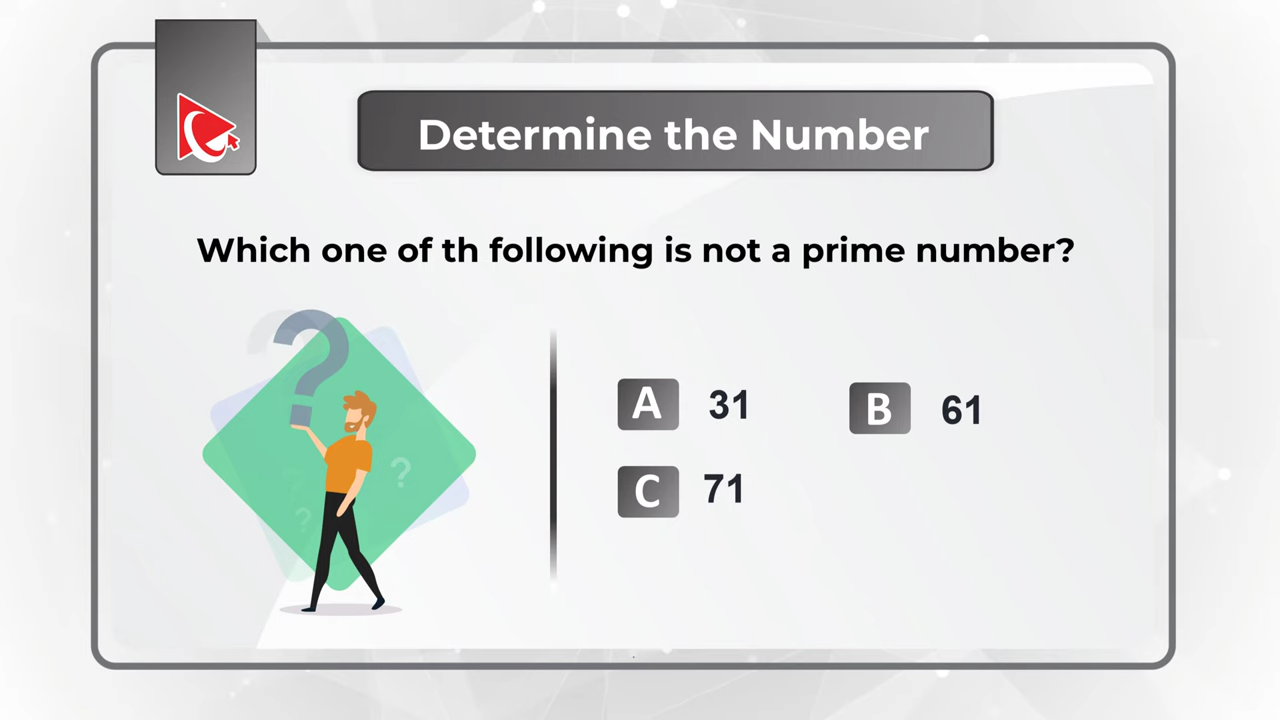 Determine the Number
Which one of th following is not a prime number?
?
A 31 B 61
?
C 71
?
?